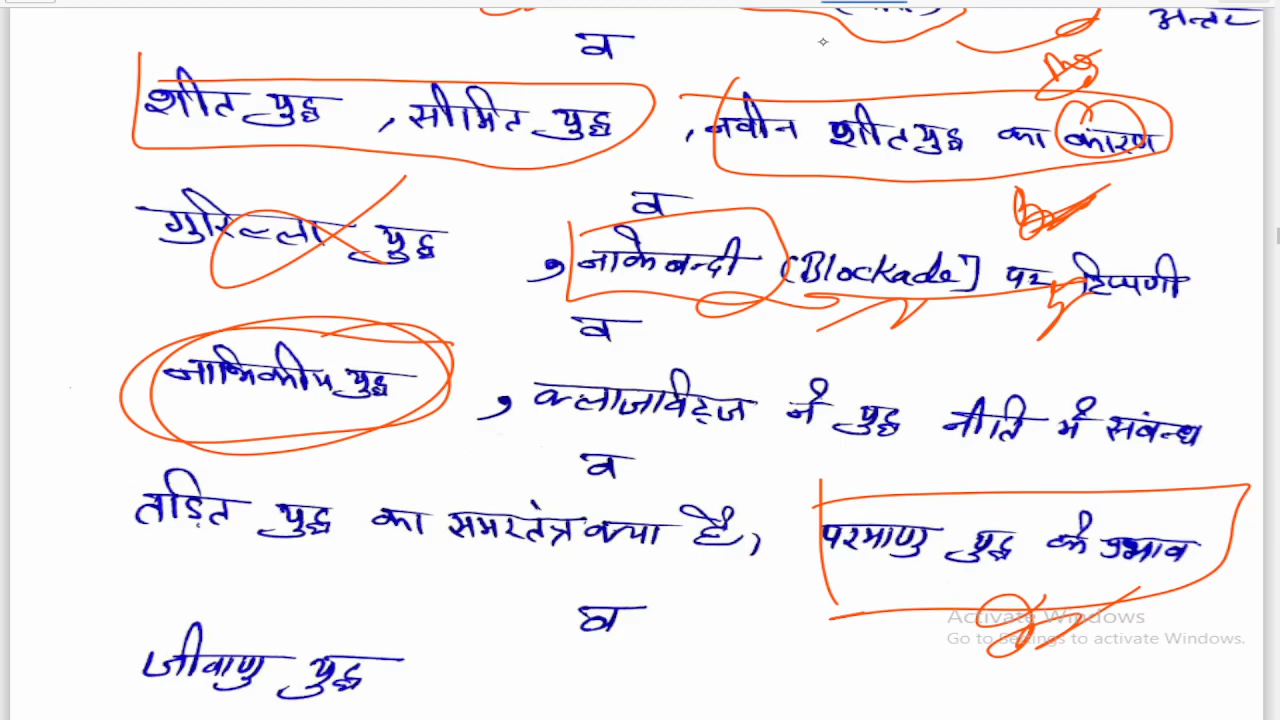 अन्तर
व
शीत युद्ध , सीमित युद्ध , नवीन शीतयुद्ध का कारण
व
गुरिल्ला युद्ध , नाकेबन्दी (Blockade] पर टिप्पणी
व
नाभिकीय युद्ध , क्लाजविट्ज ने युद्ध नीति में संबन्ध
व
तड़ित युद्ध का समरतंत्र क्या है, परमाणु युद्ध के प्रभाव
व
जीवाणु युद्ध
Activate Windows
Go to Settings to activate Windows.